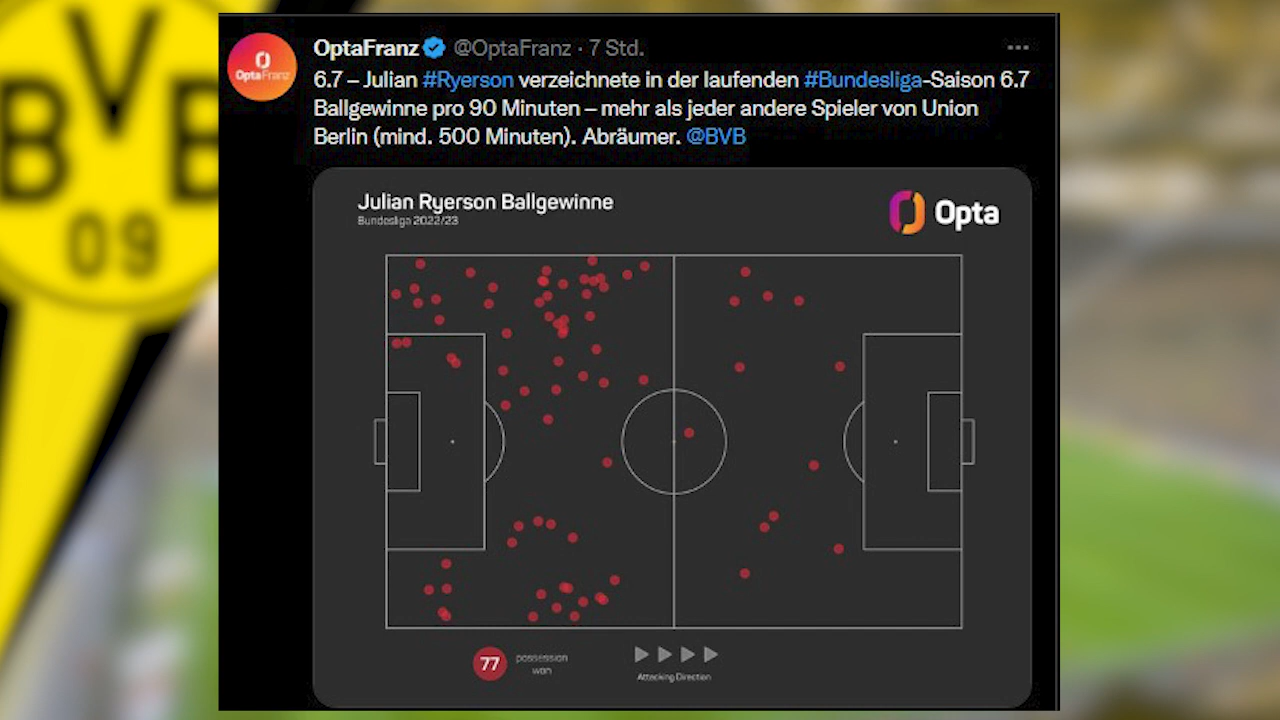 BVB
09
OptaFranz @OptaFranz · 7 Std.
OptaFranz
6.7 – Julian #Ryerson verzeichnete in der laufenden #Bundesliga-Saison 6.7
Ballgewinne pro 90 Minuten – mehr als jeder andere Spieler von Union
Berlin (mind. 500 Minuten). Abräumer. @BVB
Julian Ryerson Ballgewinne
Bundesliga 2022/23
Opta
77
possession
won
Attacking Direction